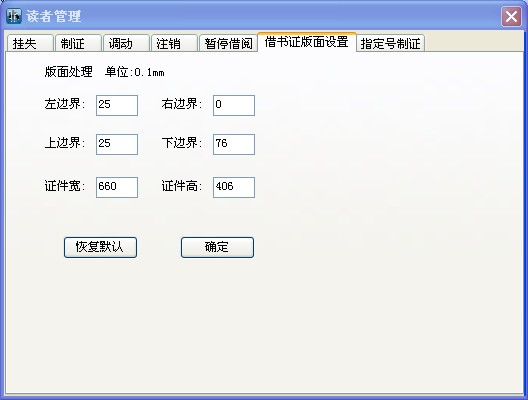 读者管理
挂失 制证 调动 注销 暂停借阅 借书证版面设置 指定号制证
版面处理 单位:0.1mm
左边界: 25 右边界: 0
上边界: 25 下边界: 76
证件宽: 660 证件高: 406
恢复默认 确定